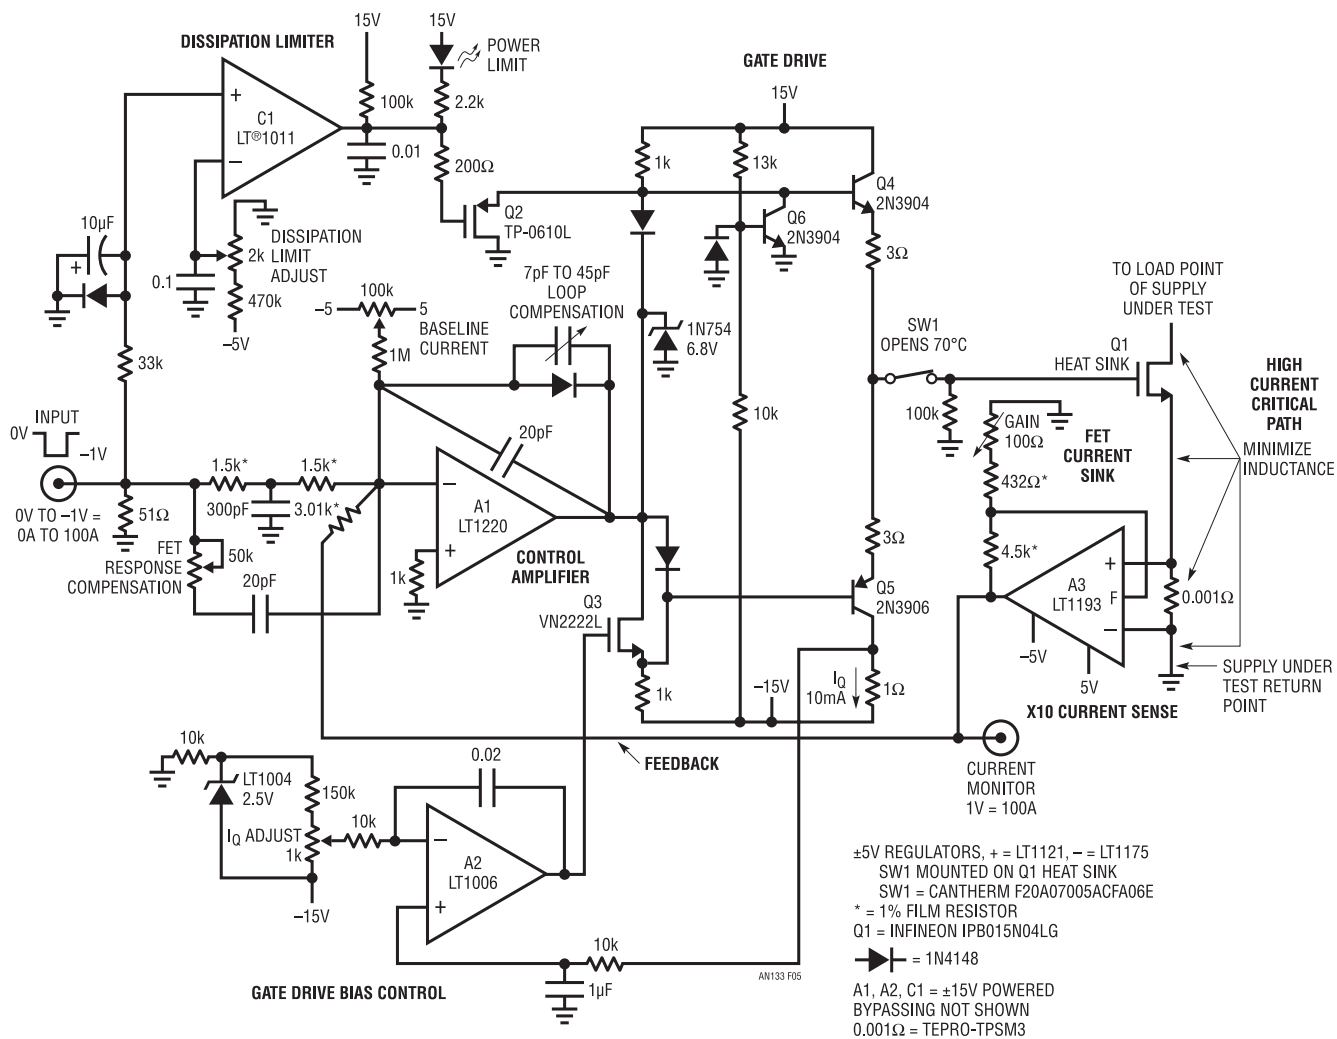 DISSIPATION LIMITER
15V
15V
POWER
LIMIT
+
C1
LT®1011
–
100k
2.2k
0.01
200Ω
Q2
TP-0610L
10µF
+
0.1
2k
DISSIPATION
LIMIT
ADJUST
470k
–5V
33k
GATE DRIVE
15V
1k
13k
Q4
2N3904
Q6
2N3904
3Ω
7pF TO 45pF
LOOP
COMPENSATION
100k
–5
5
BASELINE
CURRENT
1M
1N754
6.8V
SW1
OPENS 70°C
TO LOAD POINT
OF SUPPLY
UNDER TEST
Q1
HEAT SINK
HIGH
CURRENT
CRITICAL
PATH
MINIMIZE
INDUCTANCE
INPUT
0V
–1V
0V TO –1V =
0A TO 100A
51Ω
1.5k*
1.5k*
300pF
3.01k*
FET
RESPONSE
COMPENSATION
50k
20pF
20pF
–
A1
LT1220
+
1k
CONTROL
AMPLIFIER
10k
100k
GAIN
100Ω
FET
CURRENT
SINK
432Ω*
4.5k*
+
A3
LT1193
F
–
0.001Ω
–5V
5V
SUPPLY UNDER
TEST RETURN
POINT
X10 CURRENT SENSE
Q3
VN2222L
1k
3Ω
Q5
2N3906
–15V
IQ
10mA
1Ω
FEEDBACK
CURRENT
MONITOR
1V = 100A
10k
LT1004
2.5V
150k
IQ ADJUST
1k
–15V
10k
0.02
–
A2
LT1006
+
10k
1µF
GATE DRIVE BIAS CONTROL
AN133 F05
±5V REGULATORS, + = LT1121, – = LT1175
SW1 MOUNTED ON Q1 HEAT SINK
SW1 = CANTHERM F20A07005ACFA06E
* = 1% FILM RESISTOR
Q1 = INFINEON IPB015N04LG
= 1N4148
A1, A2, C1 = ±15V POWERED
BYPASSING NOT SHOWN
0.001Ω = TEPRO-TPSM3